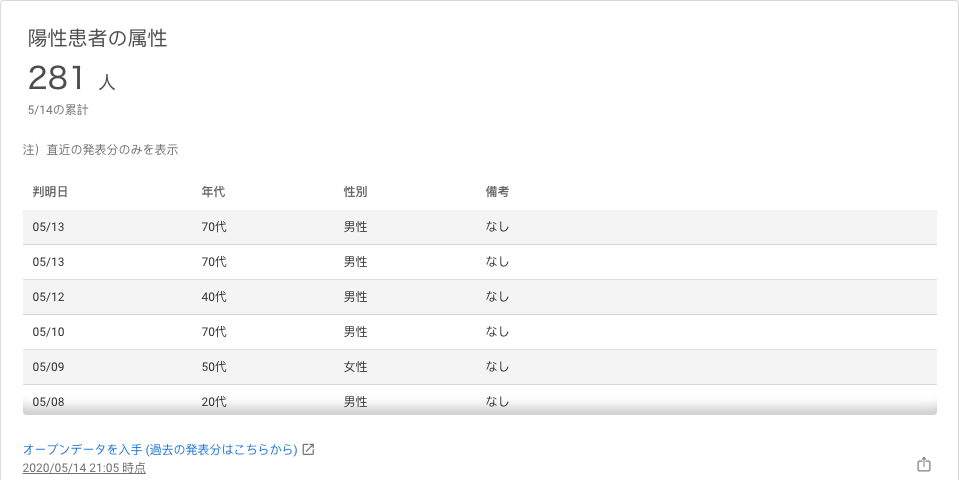 陽性患者の属性
281 人
5/14の累計
注）直近の発表分のみを表示
判明日 年代 性別 備考
05/13 70代 男性 なし
05/13 70代 男性 なし
05/12 40代 男性 なし
05/10 70代 男性 なし
05/09 50代 女性 なし
05/08 20代 男性 なし
オープンデータを入手 (過去の発表分はこちらから)
2020/05/14 21:05 時点